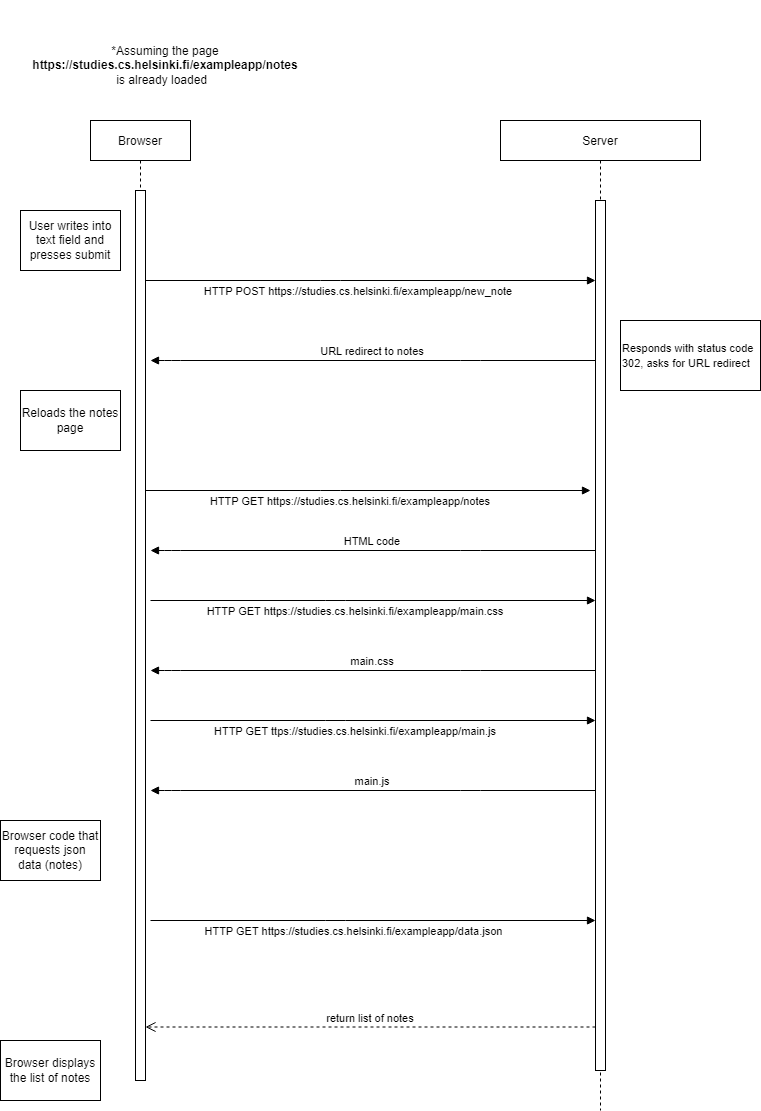 *Assuming the page
https://studies.cs.helsinki.fi/exampleapp/notes
is already loaded
Browser
Server
User writes into
text field and
presses submit
HTTP POST https://studies.cs.helsinki.fi/exampleapp/new_note
URL redirect to notes
Responds with status code
302, asks for URL redirect
Reloads the notes
page
HTTP GET https://studies.cs.helsinki.fi/exampleapp/notes
HTML code
HTTP GET https://studies.cs.helsinki.fi/exampleapp/main.css
main.css
HTTP GET ttps://studies.cs.helsinki.fi/exampleapp/main.js
main.js
Browser code that
requests json
data (notes)
HTTP GET https://studies.cs.helsinki.fi/exampleapp/data.json
return list of notes
Browser displays
the list of notes